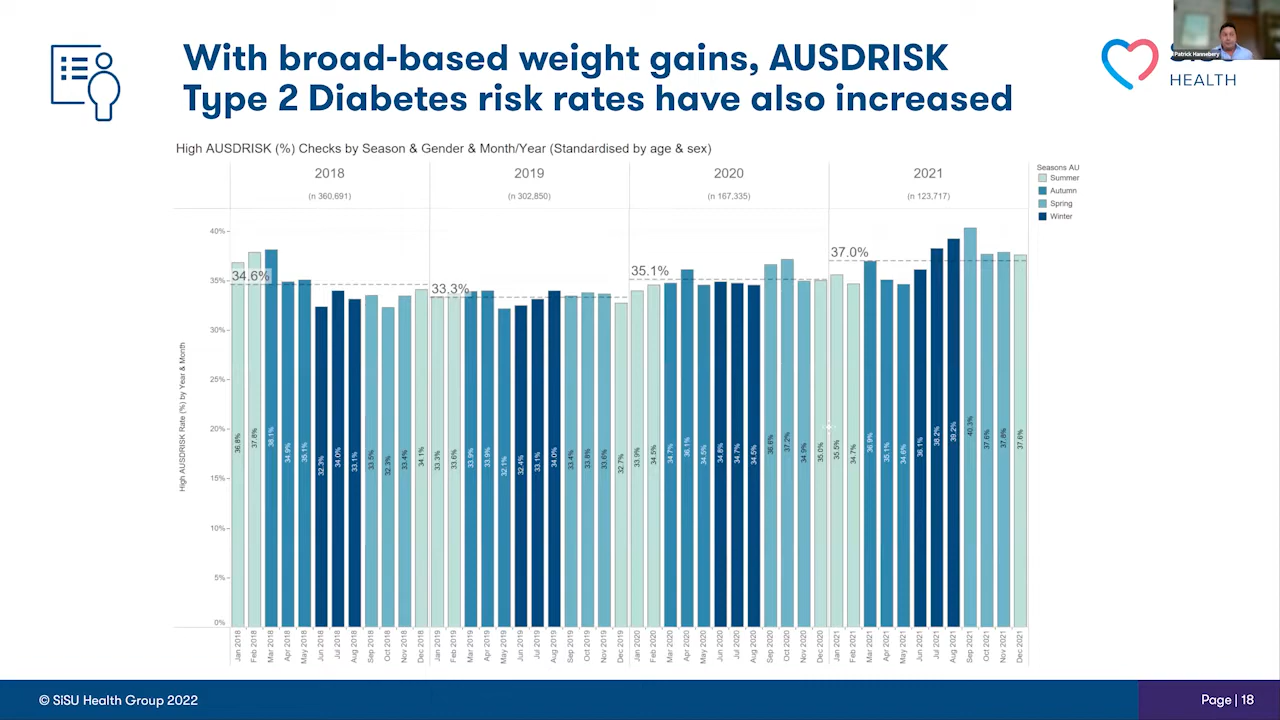 With broad-based weight gains, AUSDRISK
Type 2 Diabetes risk rates have also increased
Patrick Hannebery
HEALTH
High AUSDRISK (%) Checks by Season & Gender & Month/Year (Standardised by age & sex)
2018 2019 2020 2021
(n 360,691) (n 302,850) (n 167,335) (n 123,717)
Seasons AU
Summer
Autumn
Spring
Winter
High AUSDRISK Rate (%) by Year & Month
40%
35%
30%
25%
20%
15%
10%
5%
0%
34.6%
33.3%
35.1%
37.0%
36.8% 37.8% 38.1% 34.9% 35.1% 32.3% 34.0% 33.1% 33.5% 32.3% 33.4% 34.1% 33.3% 33.6% 33.9% 33.9% 32.1% 32.4% 33.1% 34.0% 33.4% 33.8% 33.6% 32.7% 33.9% 34.5% 34.7% 36.1% 34.5% 34.8% 34.7% 34.5% 36.6% 37.2% 34.9% 35.0% 35.5% 34.7% 36.9% 35.1% 34.6% 36.1% 38.2% 39.2% 40.3% 37.6% 37.8% 37.6%
Jan 2018 Feb 2018 Mar 2018 Apr 2018 May 2018 Jun 2018 Jul 2018 Aug 2018 Sep 2018 Oct 2018 Nov 2018 Dec 2018 Jan 2019 Feb 2019 Mar 2019 Apr 2019 May 2019 Jun 2019 Jul 2019 Aug 2019 Sep 2019 Oct 2019 Nov 2019 Dec 2019 Jan 2020 Feb 2020 Mar 2020 Apr 2020 May 2020 Jun 2020 Jul 2020 Aug 2020 Sep 2020 Oct 2020 Nov 2020 Dec 2020 Jan 2021 Feb 2021 Mar 2021 Apr 2021 May 2021 Jun 2021 Jul 2021 Aug 2021 Sep 2021 Oct 2021 Nov 2021 Dec 2021
© SiSU Health Group 2022
Page | 18